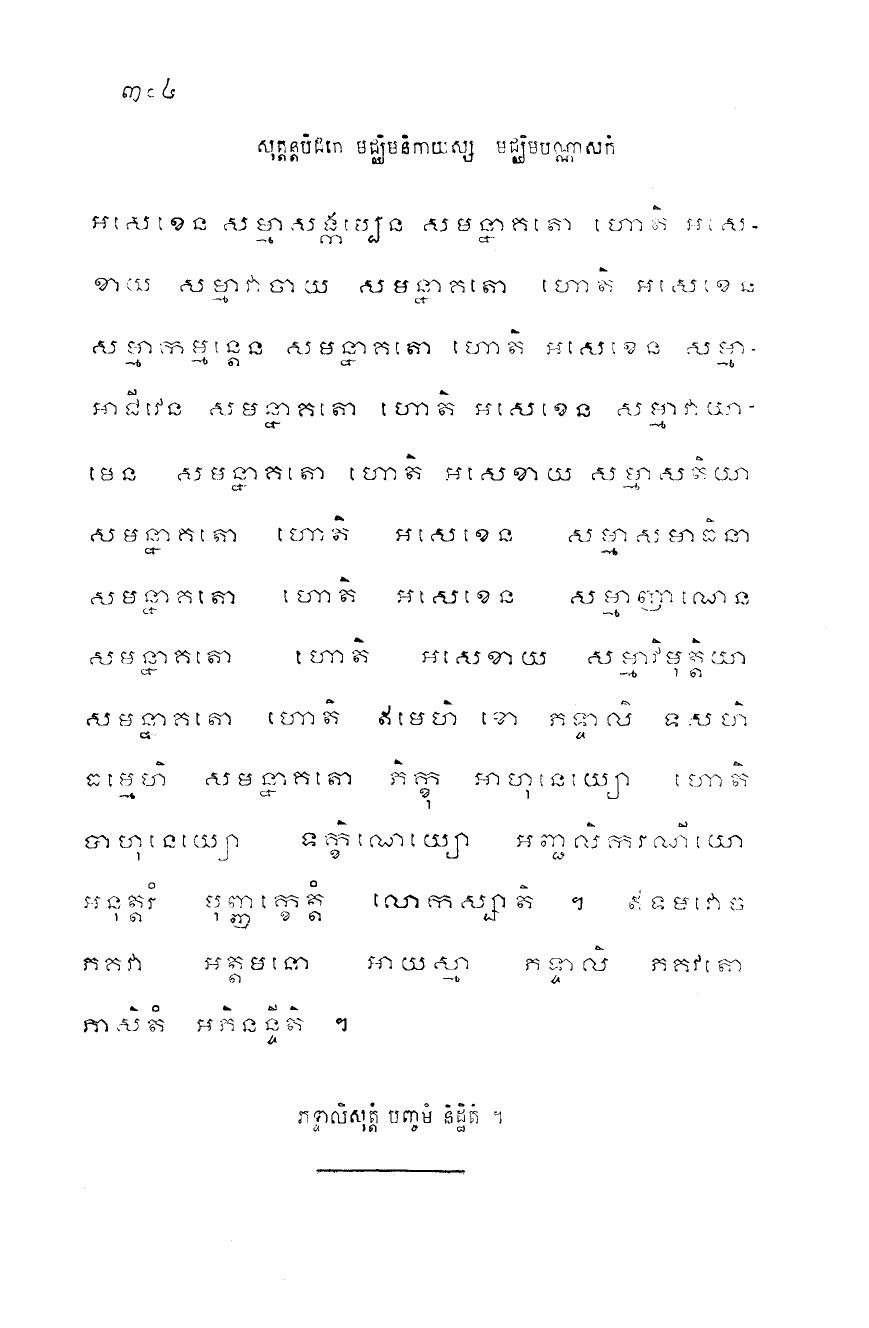 ៣០៤
សុត្តន្តបិដកេ មជ្ឈិមនិកាយស្ស មជ្ឈិមបណ្ណាសកំ
អសេខេន សម្មាសង្កប្បេន សមន្នាគតោ ហោតិ អសេ-
ខាយ សម្មាវាចាយ សមន្នាគតោ ហោតិ អសេខេន
សម្មាកម្មន្តេន សមន្នាគតោ ហោតិ អសេខេន សម្មា-
អាជីវេន សមន្នាគតោ ហោតិ អសេខេន សម្មាវាយា-
មេន សមន្នាគតោ ហោតិ អសេខាយ សម្មាសតិយា
សមន្នាគតោ ហោតិ អសេខេន សម្មាសមាធិនា
សមន្នាគតោ ហោតិ អសេខេន សម្មាញាណេន
សមន្នាគតោ ហោតិ អសេខាយ សម្មាវិមុត្តិយា
សមន្នាគតោ ហោតិ ឥមេហិ ខោ ភទ្ទាលិ ទសហិ
ធម្មេហិ សមន្នាគតោ ភិក្ខុ អាហុនេយ្យោ ហោតិ
បាហុនេយ្យោ ទក្ខិណេយ្យោ អញ្ជលិករណីយោ
អនុត្តរំ បុញ្ញក្ខេត្តំ លោកស្សាតិ ។ ឥទមវោច
ភគវា អត្តមនោ អាយស្មា ភទ្ទាលិ ភគវតោ
ភាសិតំ អភិនន្ទីតិ ។
ភទ្ទាលិសុត្តំ បញ្ចមំ និដ្ឋិតំ ។